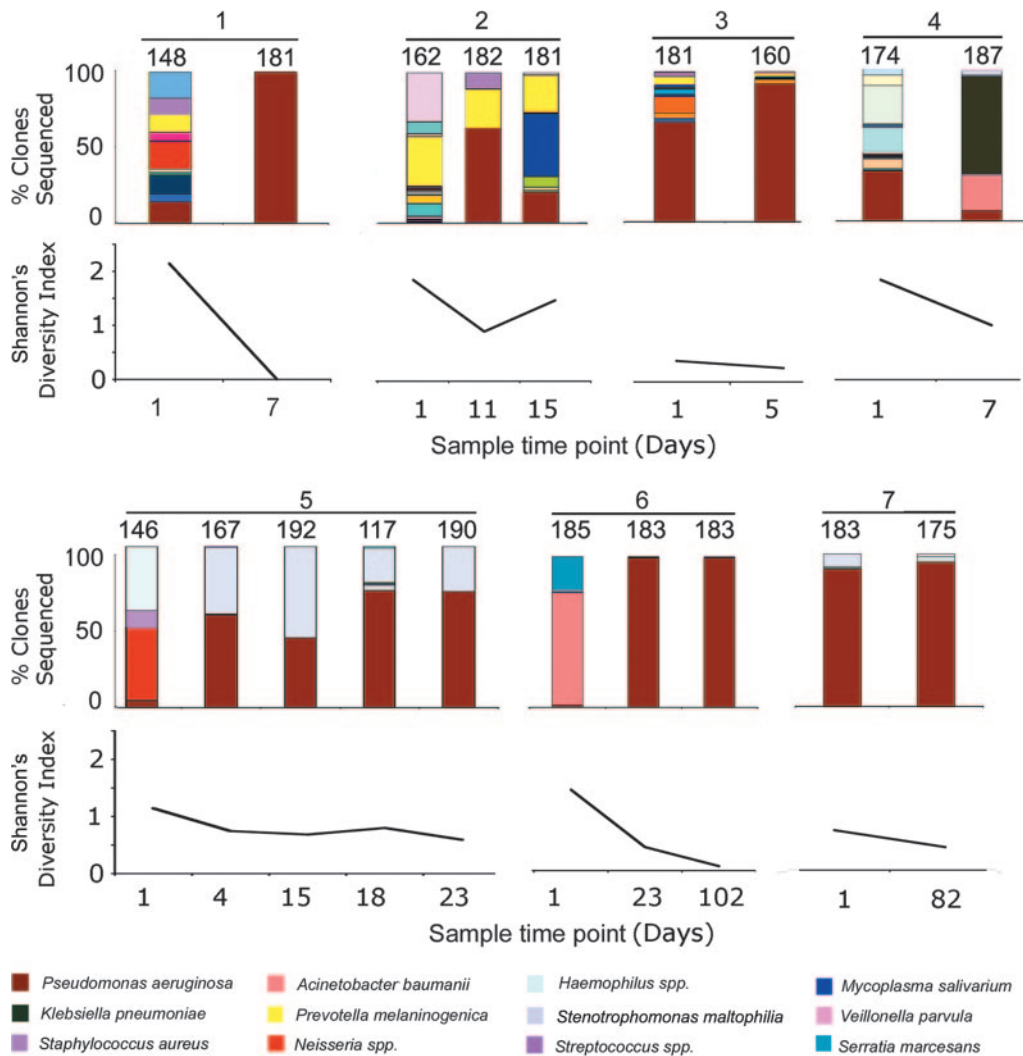 1 2 3 4
148 181 162 182 181 181 160 174 187
% Clones
Sequenced
100
50
0
Shannon's
Diversity Index
2
1
0
1 7 1 11 15 1 5 1 7
Sample time point (Days)
5 6 7
146 167 192 117 190 185 183 183 183 175
% Clones
Sequenced
100
50
0
Shannon's
Diversity Index
2
1
0
1 4 15 18 23 1 23 102 1 82
Sample time point (Days)
Pseudomonas aeruginosa Acinetobacter baumanii Haemophilus spp. Mycoplasma salivarium
Klebsiella pneumoniae Prevotella melaninogenica Stenotrophomonas maltophilia Veillonella parvula
Staphylococcus aureus Neisseria spp. Streptococcus spp. Serratia marcesans